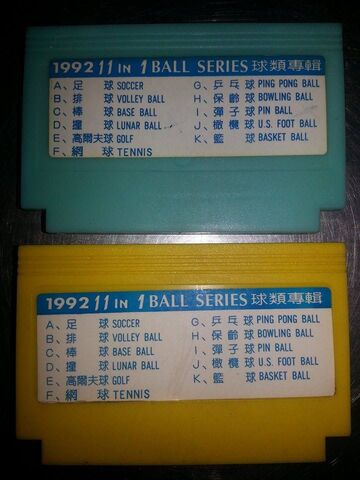 1992 11 IN 1 BALL SERIES 球類專輯
A、足 球 SOCCER
B、排 球 VOLLEY BALL
C、棒 球 BASE BALL
D、撞 球 LUNAR BALL
E、高爾夫球 GOLF
F、網 球 TENNIS
G、乒乓球 PING PONG BALL
H、保齡球 BOWLING BALL
I、彈子球 PIN BALL
J、橄欖球 U.S. FOOT BALL
K、籃 球 BASKET BALL
1992 11 IN 1 BALL SERIES 球類專輯
A、足 球 SOCCER
B、排 球 VOLLEY BALL
C、棒 球 BASE BALL
D、撞 球 LUNAR BALL
E、高爾夫球 GOLF
F、網 球 TENNIS
G、乒乓球 PING PONG BALL
H、保齡球 BOWLING BALL
I、彈子球 PIN BALL
J、橄欖球 U.S. FOOT BALL
K、籃 球 BASKET BALL